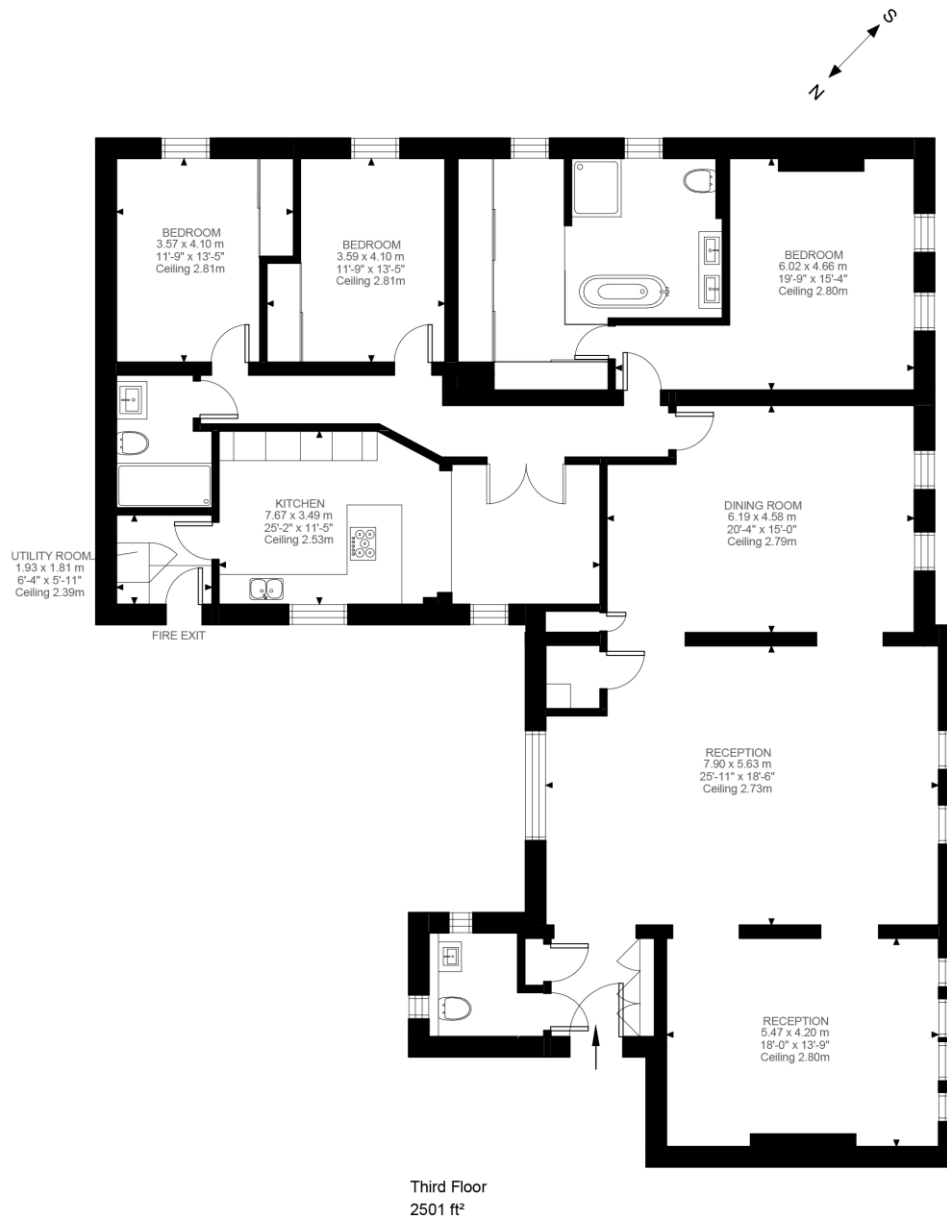 S
N
BEDROOM
3.57 x 4.10 m
11'-9" x 13'-5"
Ceiling 2.81m
BEDROOM
3.59 x 4.10 m
11'-9" x 13'-5"
Ceiling 2.81m
BEDROOM
6.02 x 4.66 m
19'-9" x 15'-4"
Ceiling 2.80m
KITCHEN
7.67 x 3.49 m
25'-2" x 11'-5"
Ceiling 2.53m
DINING ROOM
6.19 x 4.58 m
20'-4" x 15'-0"
Ceiling 2.79m
UTILITY ROOM
1.93 x 1.81 m
6'-4" x 5'-11"
Ceiling 2.39m
FIRE EXIT
RECEPTION
7.90 x 5.63 m
25'-11" x 18'-6"
Ceiling 2.73m
RECEPTION
5.47 x 4.20 m
18'-0" x 13'-9"
Ceiling 2.80m
Third Floor
2501 ft²